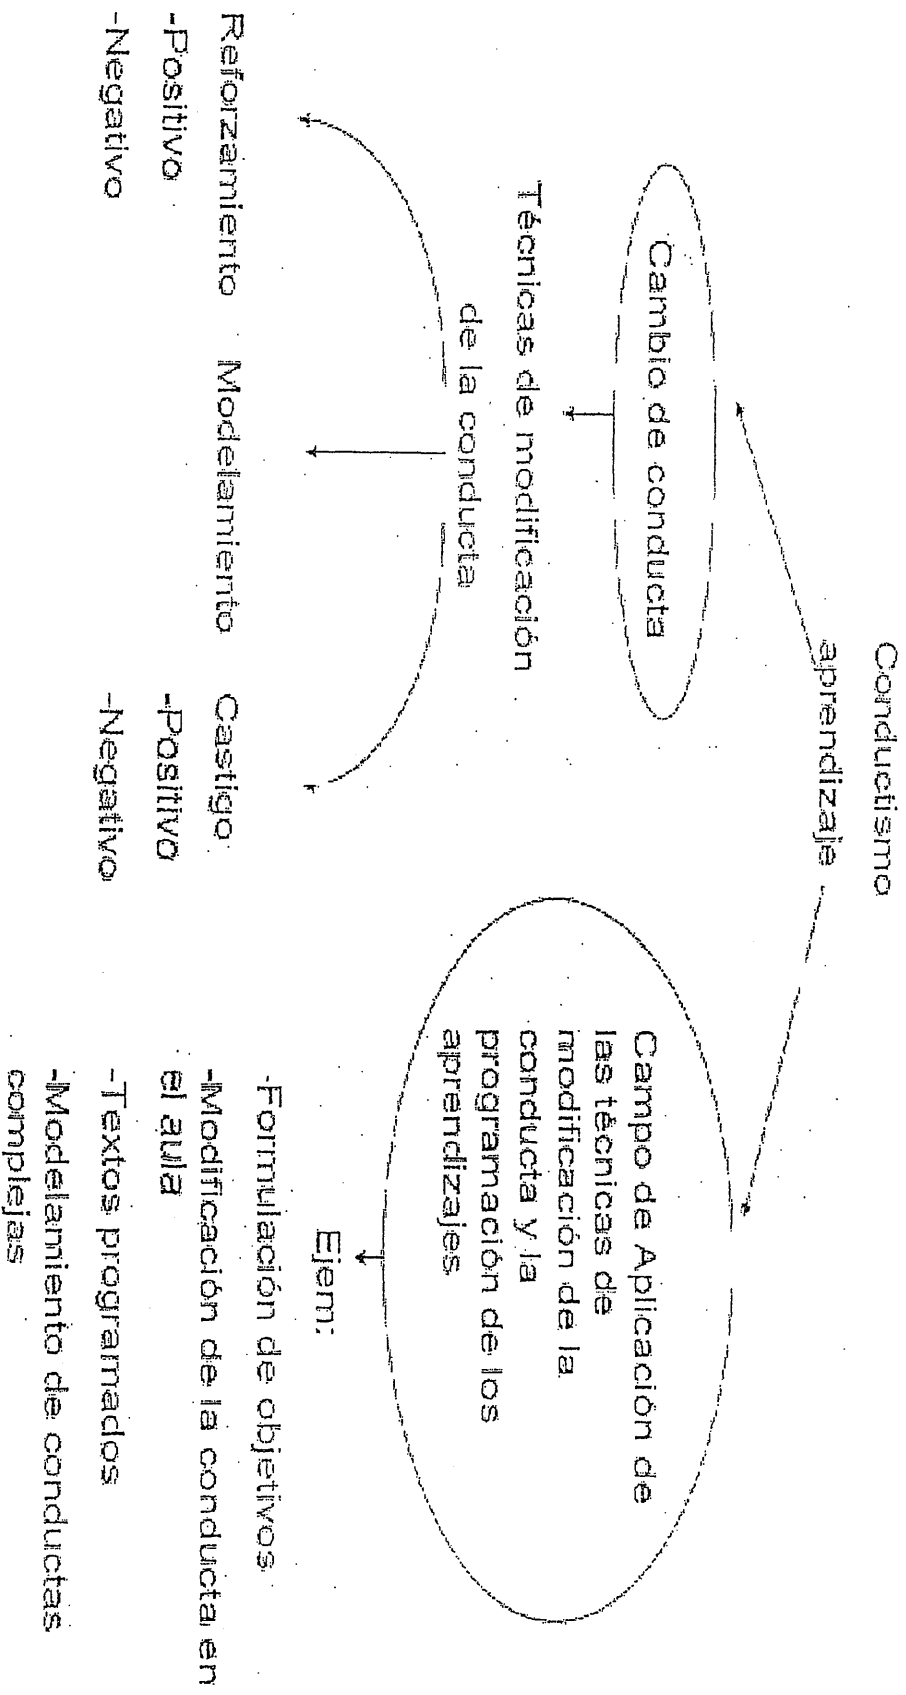 Conductismo
aprendizaje
Cambio de conducta
Técnicas de modificación
de la conducta
Reforzamiento
-Positivo
-Negativo
Modelamiento
Castigo
-Positivo
-Negativo
Campo de Aplicación de
las técnicas de
modificación de la
conducta y la
programación de los
aprendizajes
Ejem:
-Formulación de objetivos
-Modificación de la conducta en
el aula
-Textos programados
-Modelamiento de conductas
complejas